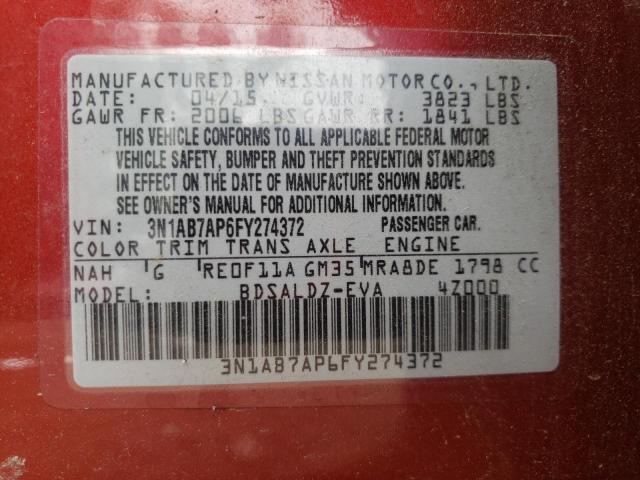 MANUFACTURED BY NISSAN MOTOR CO., LTD.
DATE: 04/15 GVWR: 3823 LBS
GAWR FR: 2006 LBS GAWR RR: 1841 LBS
THIS VEHICLE CONFORMS TO ALL APPLICABLE FEDERAL MOTOR
VEHICLE SAFETY, BUMPER AND THEFT PREVENTION STANDARDS
IN EFFECT ON THE DATE OF MANUFACTURE SHOWN ABOVE.
SEE OWNER'S MANUAL FOR ADDITIONAL INFORMATION.
VIN: 3N1AB7AP6FY274372 PASSENGER CAR.
COLOR TRIM TRANS AXLE ENGINE
NAH G RE0F11A GM35 MRA8DE 1798 CC
MODEL: BDSALDZ-EVA 4Z000
3N1AB7AP6FY274372